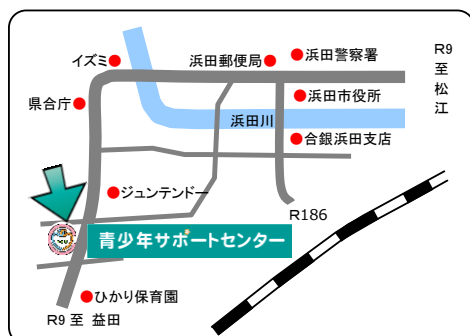 イズミ
浜田郵便局
浜田警察署
R9 至 松江
県合庁
浜田市役所
浜田川
合銀浜田支店
ジュンテンドー
R186
青少年サポートセンター
ひかり保育園
R9 至 益田